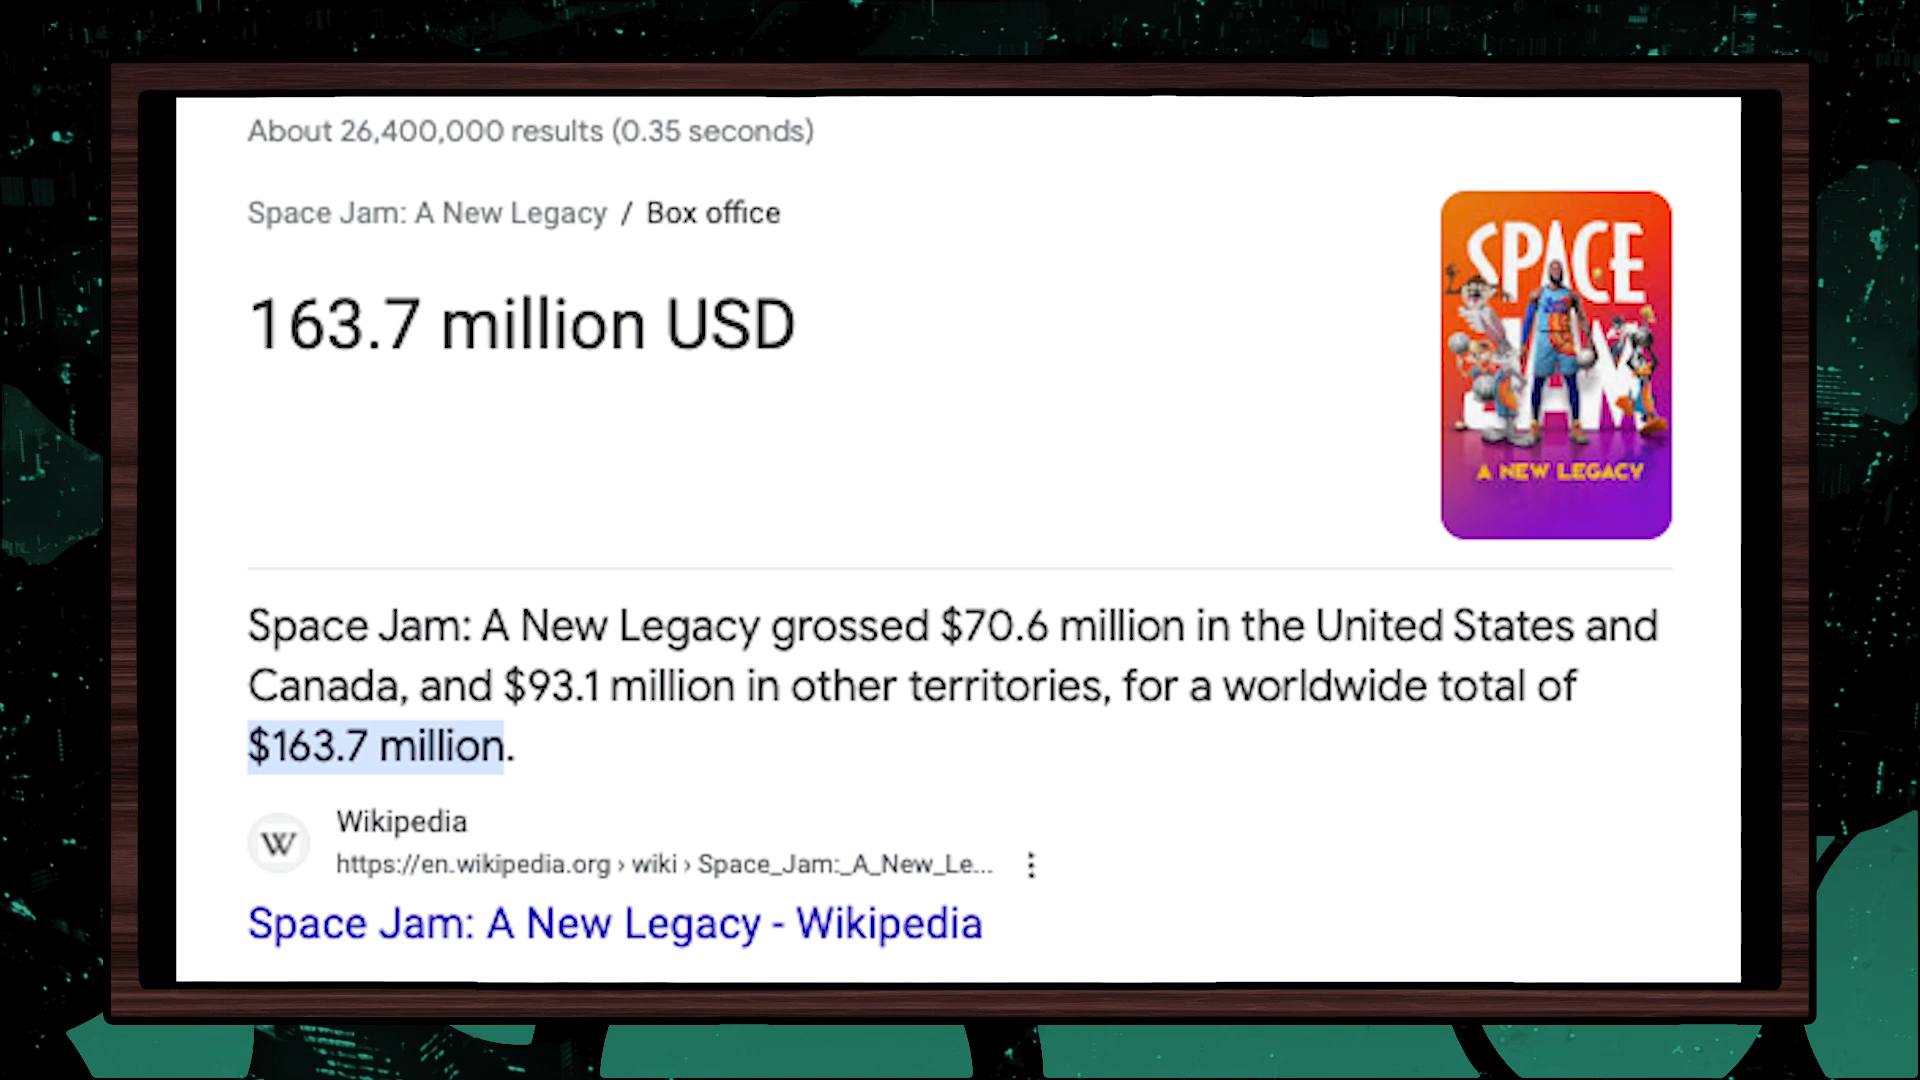 About 26,400,000 results (0.35 seconds)
Space Jam: A New Legacy / Box office
163.7 million USD
SPACE
JAM
A NEW LEGACY
Space Jam: A New Legacy grossed $70.6 million in the United States and
Canada, and $93.1 million in other territories, for a worldwide total of
$163.7 million.
W
Wikipedia
https://en.wikipedia.org › wiki › Space_Jam:_A_New_Le...
Space Jam: A New Legacy - Wikipedia